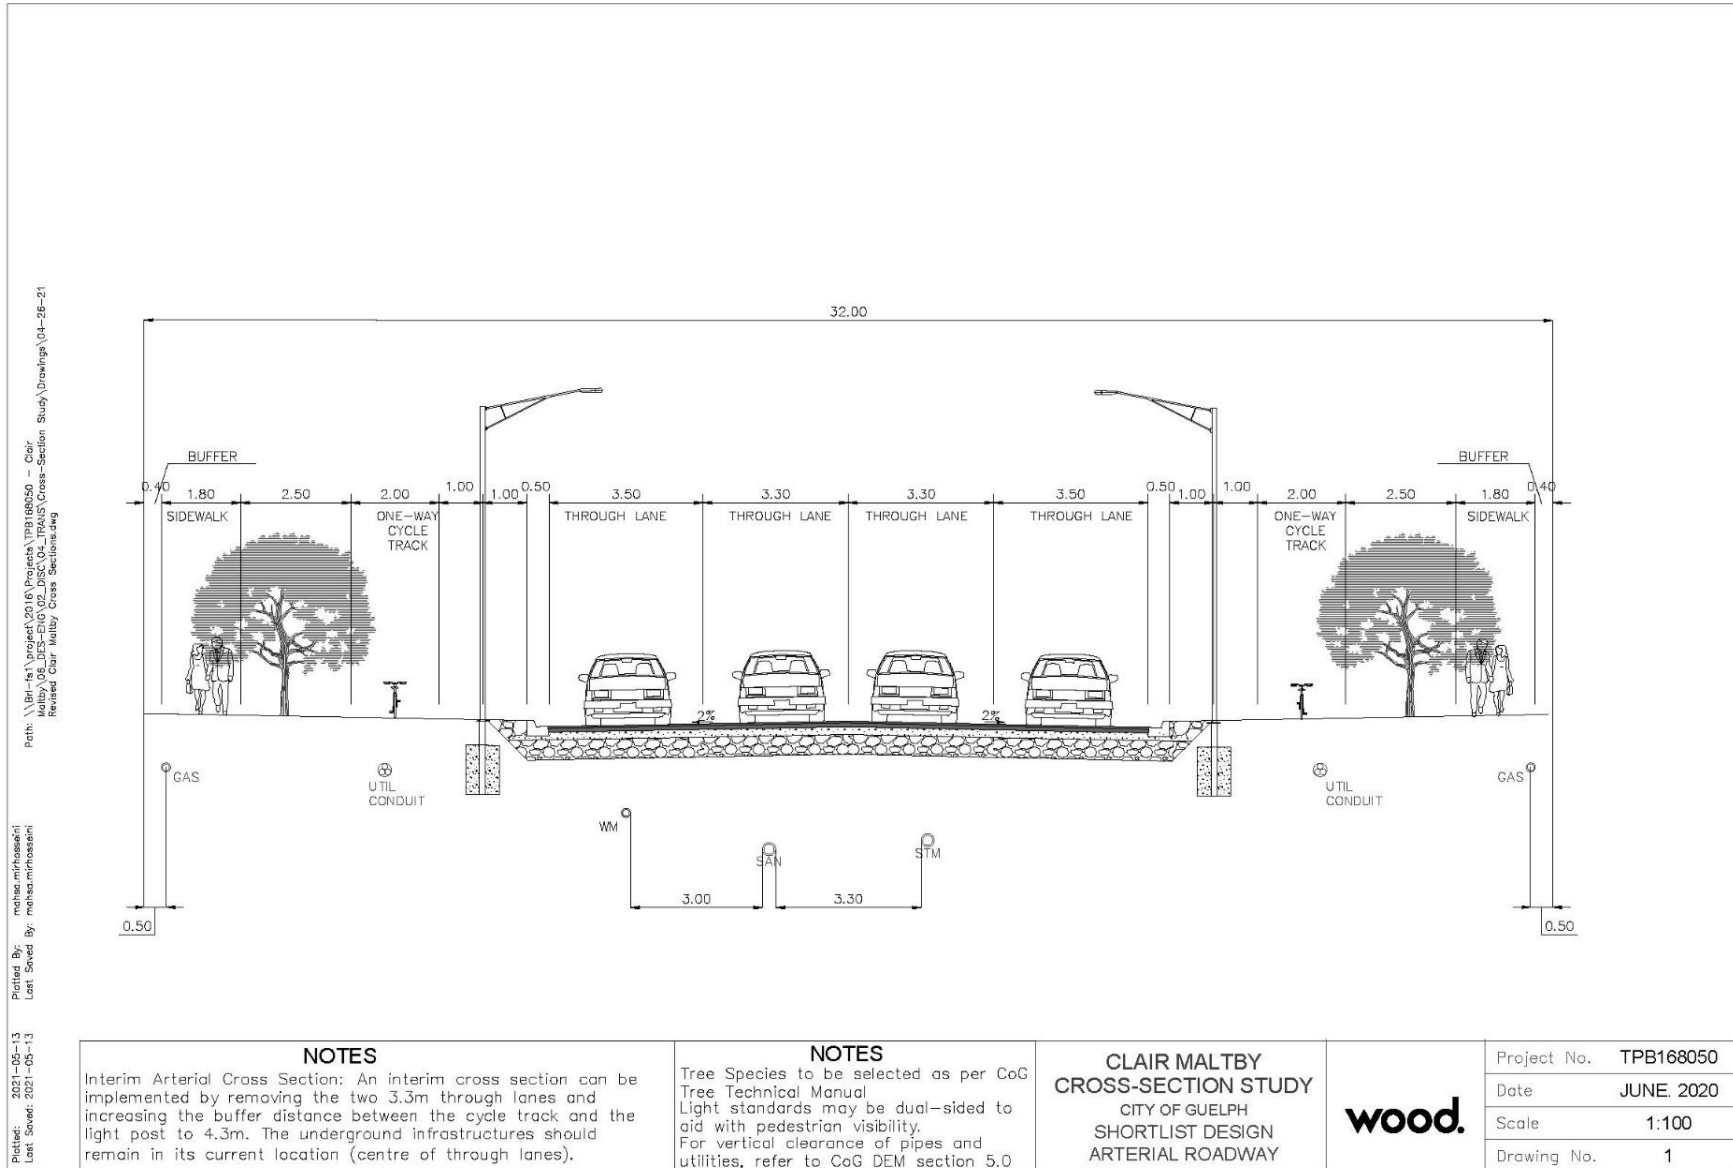 32.00
BUFFER
BUFFER
0.40 1.80 2.50 2.00 1.00 1.00 0.50 3.50 3.30 3.30 3.50 0.50 1.00 1.00 2.00 2.50 1.80 0.40
SIDEWALK
ONE-WAY
CYCLE
TRACK
THROUGH LANE
THROUGH LANE
THROUGH LANE
THROUGH LANE
ONE-WAY
CYCLE
TRACK
SIDEWALK
2%
2%
GAS
UTIL
CONDUIT
WM
SAN
STM
UTIL
CONDUIT
GAS
3.00
3.30
0.50
0.50
Path: \\Brl-fs1\project\2016\Projects\TPB168050 - Clair
Maltby\06_DES-ENG\02_DISC\04_TRANS\Cross-Section Study\Drawings\04-26-21
Revised Clair Maltby Cross Sections.dwg
Plotted By: mahsa.mirhosseini
Last Saved By: mahsa.mirhosseini
Plotted: 2021-05-13
Last Saved: 2021-05-13
NOTES
Interim Arterial Cross Section: An interim cross section can be
implemented by removing the two 3.3m through lanes and
increasing the buffer distance between the cycle track and the
light post to 4.3m. The underground infrastructures should
remain in its current location (centre of through lanes).
NOTES
Tree Species to be selected as per CoG
Tree Technical Manual
Light standards may be dual-sided to
aid with pedestrian visibility.
For vertical clearance of pipes and
utilities, refer to CoG DEM section 5.0
CLAIR MALTBY
CROSS-SECTION STUDY
CITY OF GUELPH
SHORTLIST DESIGN
ARTERIAL ROADWAY
wood.
Project No. TPB168050
Date JUNE. 2020
Scale 1:100
Drawing No. 1